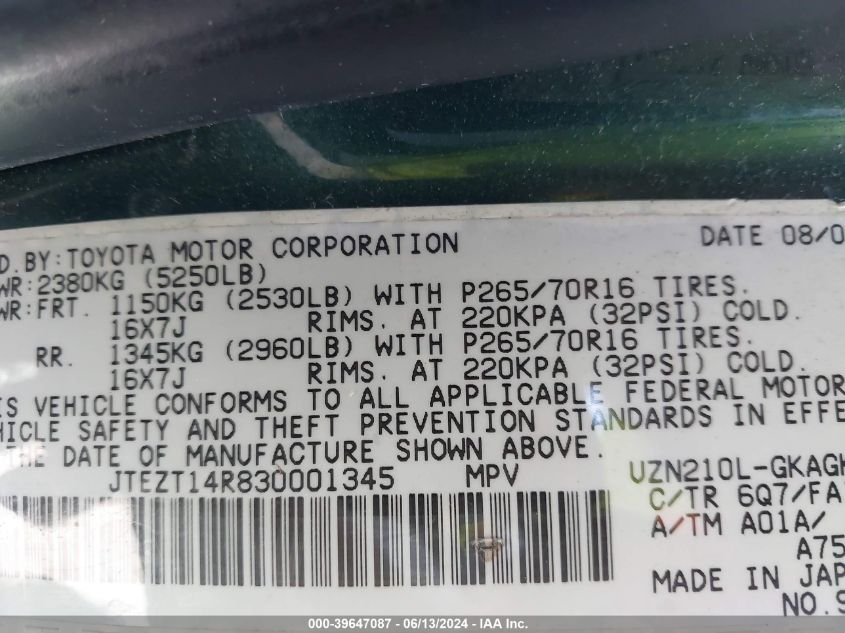 D. BY: TOYOTA MOTOR CORPORATION DATE 08/0
WR: 2380KG (5250LB)
WR: FRT. 1150KG (2530LB) WITH P265/70R16 TIRES.
16X7J RIMS. AT 220KPA (32PSI) COLD.
RR. 1345KG (2960LB) WITH P265/70R16 TIRES.
16X7J RIMS. AT 220KPA (32PSI) COLD.
IS VEHICLE CONFORMS TO ALL APPLICABLE FEDERAL MOTOR
HICLE SAFETY AND THEFT PREVENTION STANDARDS IN EFFE
THE DATE OF MANUFACTURE SHOWN ABOVE.
JTEZT14R830001345 MPV UZN210L-GKAGK
C/TR 6Q7/FA
A/TM A01A/
A75
MADE IN JAP
NO.9
000-39647087 - 06/13/2024 - IAA Inc.